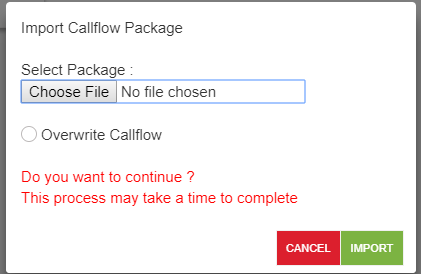 Import Callflow Package
Select Package :
Choose File No file chosen
Overwrite Callflow
Do you want to continue ?
This process may take a time to complete
CANCEL IMPORT